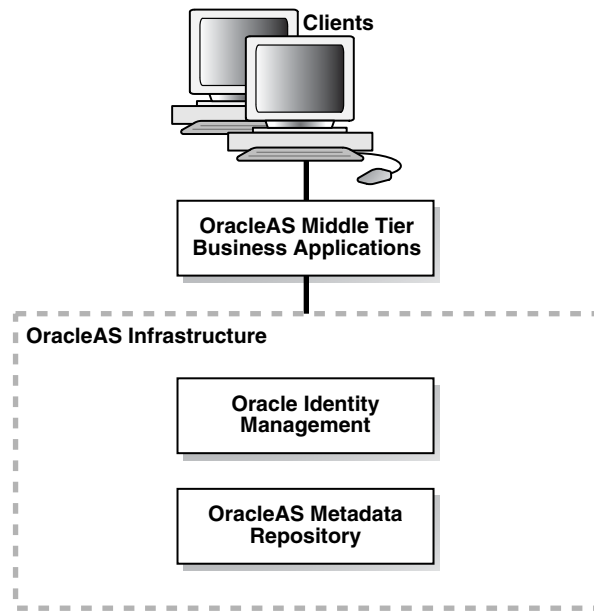 Clients
OracleAS Middle Tier
Business Applications
OracleAS Infrastructure
Oracle Identity
Management
OracleAS Metadata
Repository